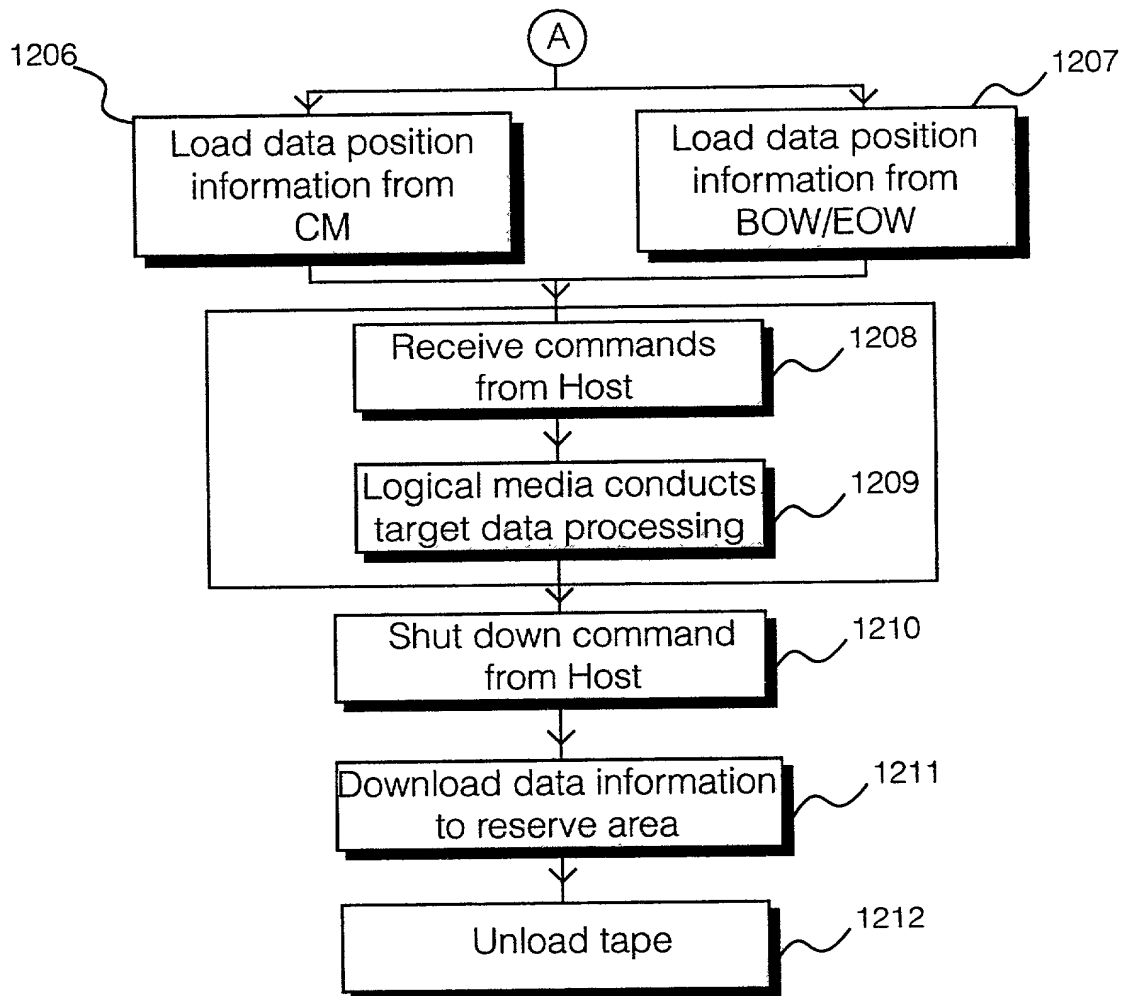 A
1206
1207
Load data position
information from
CM
Load data position
information from
BOW/EOW
Receive commands
from Host
1208
Logical media conducts
target data processing
1209
Shut down command
from Host
1210
Download data information
to reserve area
1211
Unload tape
1212